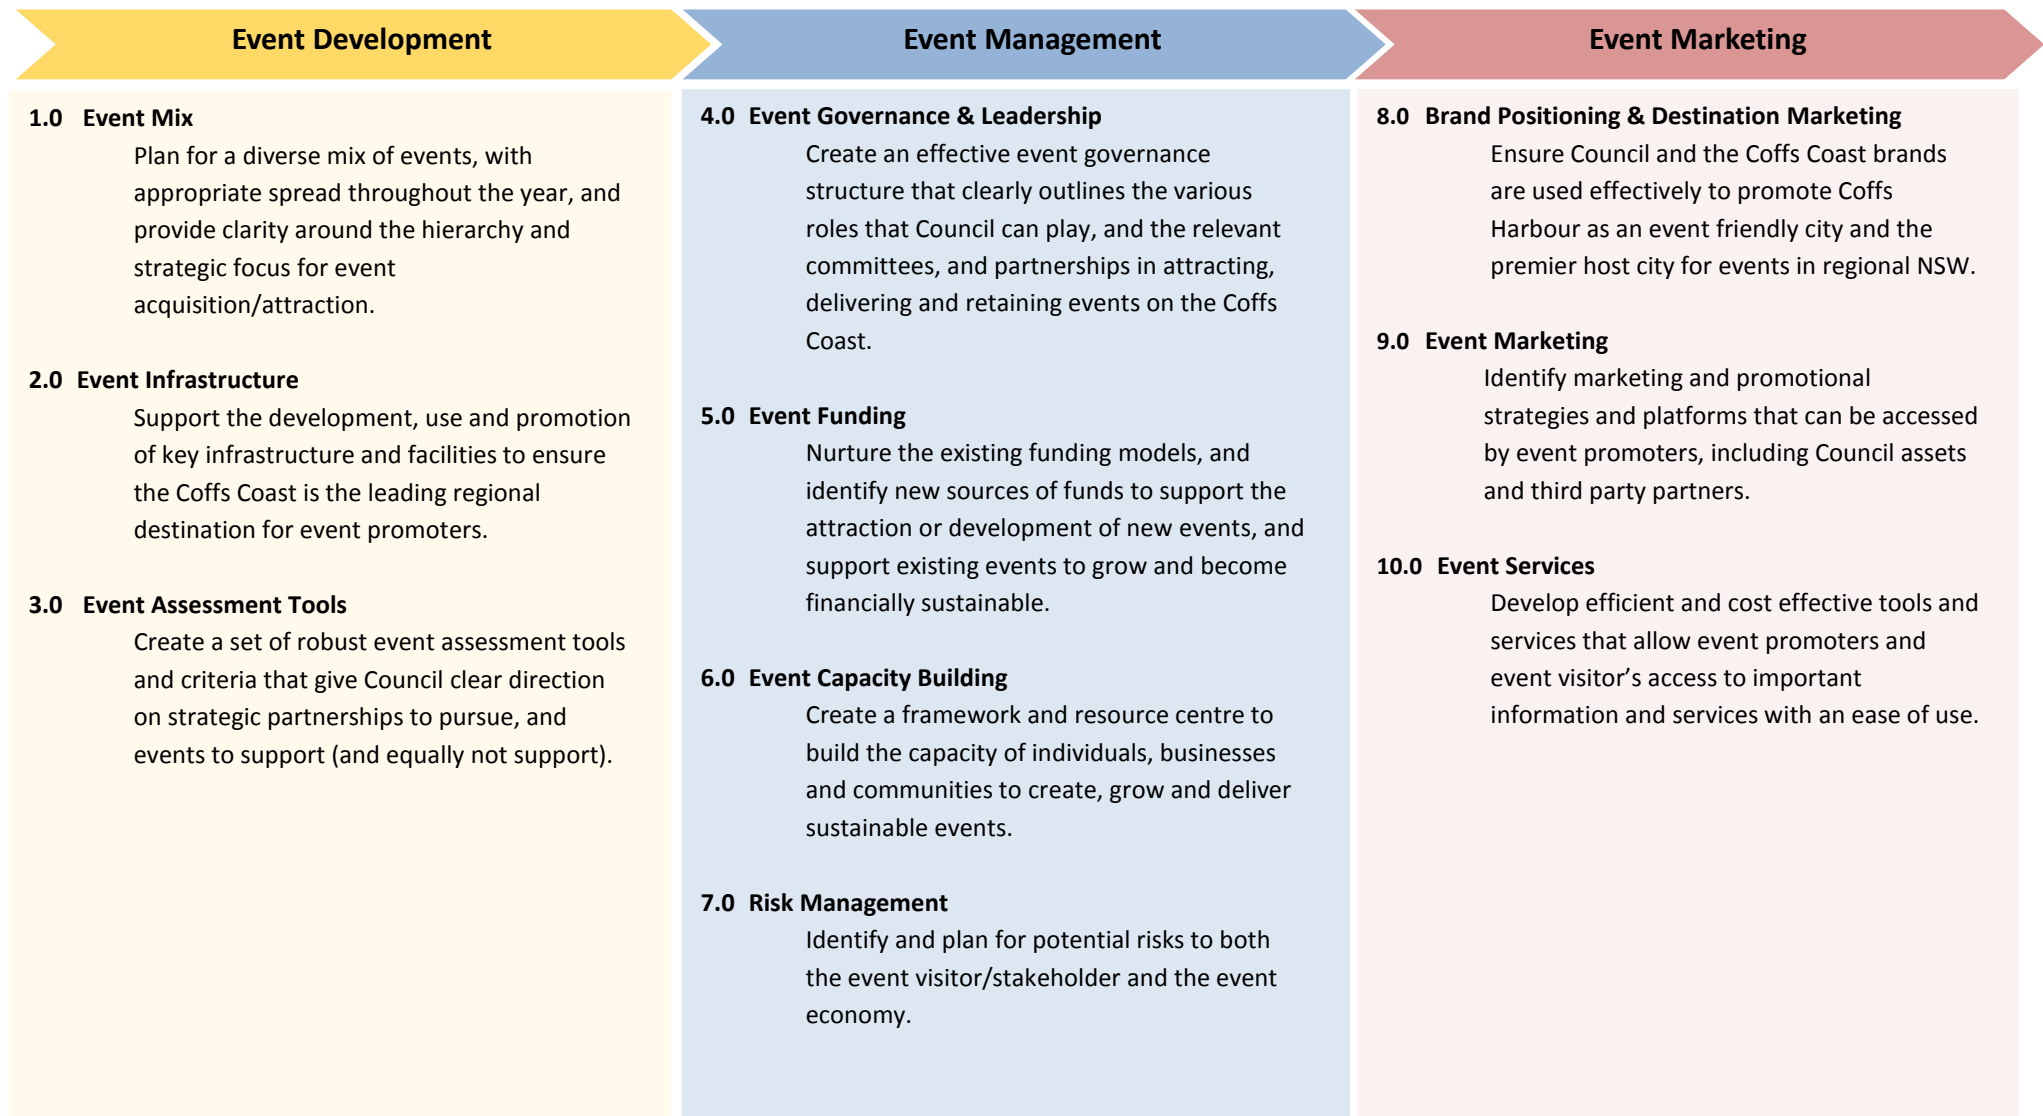 Event Development
1.0 Event Mix
Plan for a diverse mix of events, with
appropriate spread throughout the year, and
provide clarity around the hierarchy and
strategic focus for event
acquisition/attraction.
2.0 Event Infrastructure
Support the development, use and promotion
of key infrastructure and facilities to ensure
the Coffs Coast is the leading regional
destination for event promoters.
3.0 Event Assessment Tools
Create a set of robust event assessment tools
and criteria that give Council clear direction
on strategic partnerships to pursue, and
events to support (and equally not support).
Event Management
4.0 Event Governance & Leadership
Create an effective event governance
structure that clearly outlines the various
roles that Council can play, and the relevant
committees, and partnerships in attracting,
delivering and retaining events on the Coffs
Coast.
5.0 Event Funding
Nurture the existing funding models, and
identify new sources of funds to support the
attraction or development of new events, and
support existing events to grow and become
financially sustainable.
6.0 Event Capacity Building
Create a framework and resource centre to
build the capacity of individuals, businesses
and communities to create, grow and deliver
sustainable events.
7.0 Risk Management
Identify and plan for potential risks to both
the event visitor/stakeholder and the event
economy.
Event Marketing
8.0 Brand Positioning & Destination Marketing
Ensure Council and the Coffs Coast brands
are used effectively to promote Coffs
Harbour as an event friendly city and the
premier host city for events in regional NSW.
9.0 Event Marketing
Identify marketing and promotional
strategies and platforms that can be accessed
by event promoters, including Council assets
and third party partners.
10.0 Event Services
Develop efficient and cost effective tools and
services that allow event promoters and
event visitor’s access to important
information and services with an ease of use.